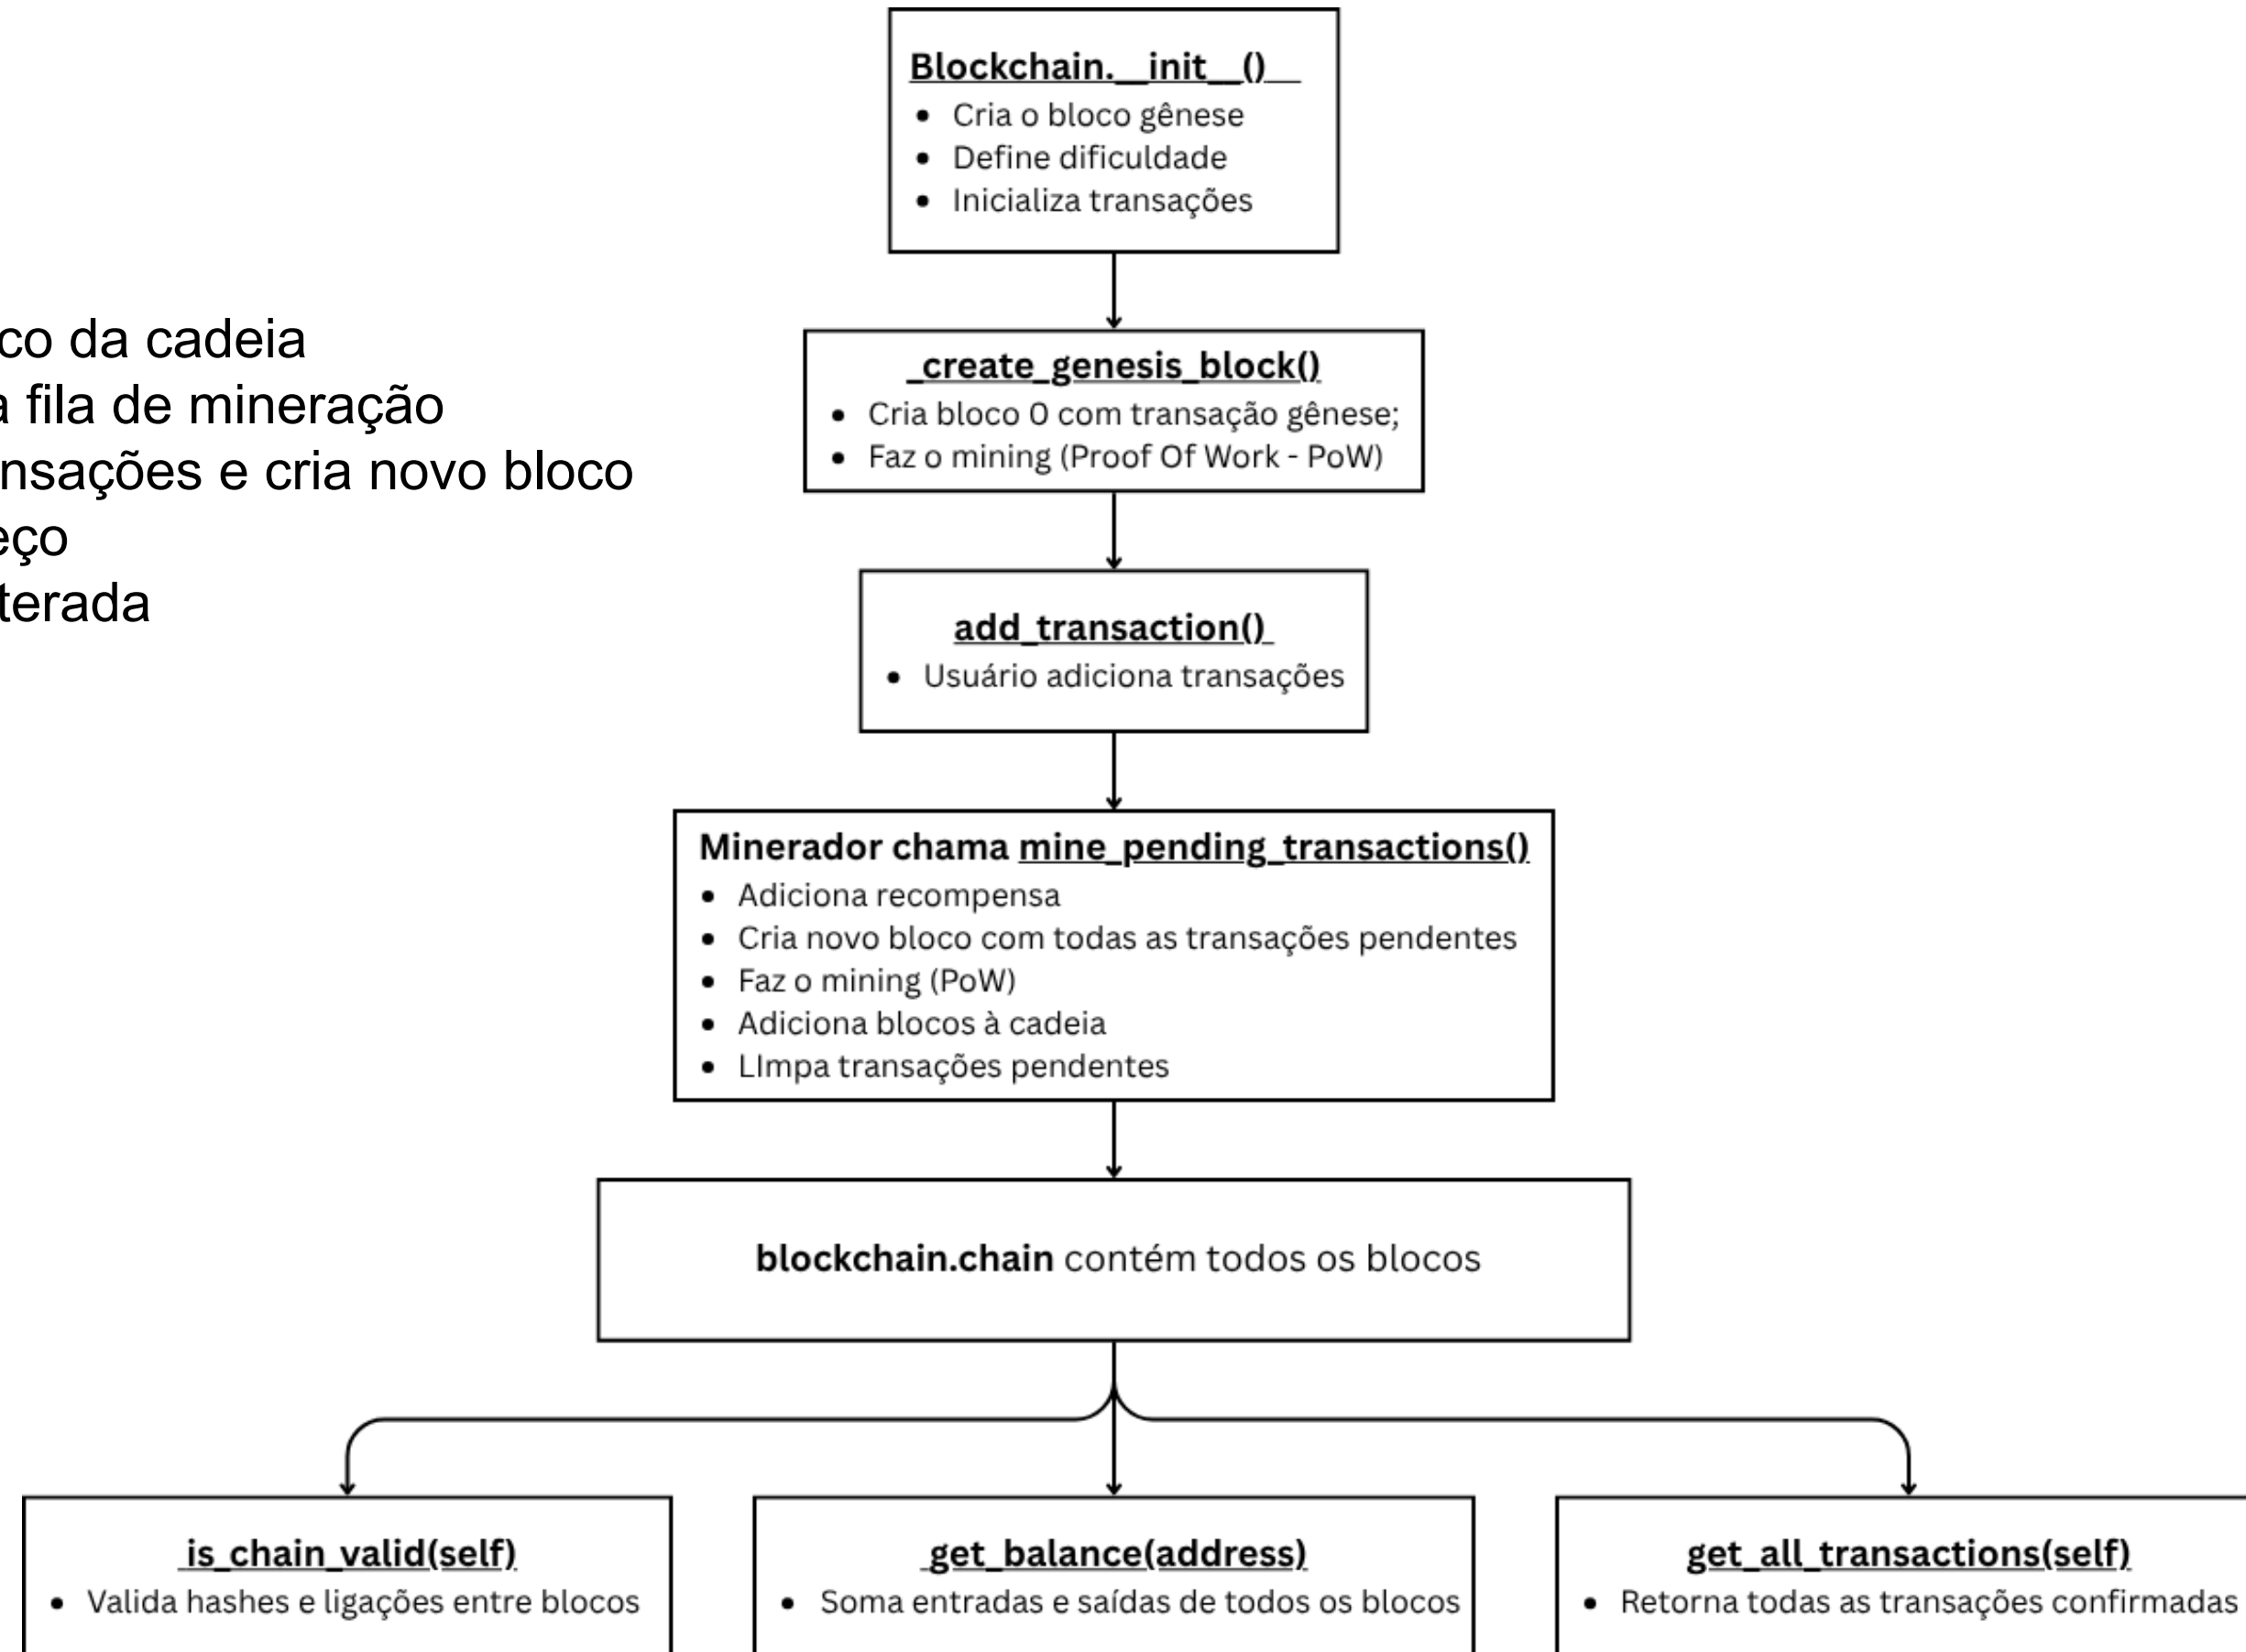 Blockchain.__init__()
• Cria o bloco gênese
• Define dificuldade
• Inicializa transações
co da cadeia
a fila de mineração
nsações e cria novo bloco
eço
terada
_create_genesis_block()
• Cria bloco 0 com transação gênese;
• Faz o mining (Proof Of Work - PoW)
add_transaction()
• Usuário adiciona transações
Minerador chama mine_pending_transactions()
• Adiciona recompensa
• Cria novo bloco com todas as transações pendentes
• Faz o mining (PoW)
• Adiciona blocos à cadeia
• LImpa transações pendentes
blockchain.chain contém todos os blocos
is_chain_valid(self)
• Valida hashes e ligações entre blocos
get_balance(address)
• Soma entradas e saídas de todos os blocos
get_all_transactions(self)
• Retorna todas as transações confirmadas